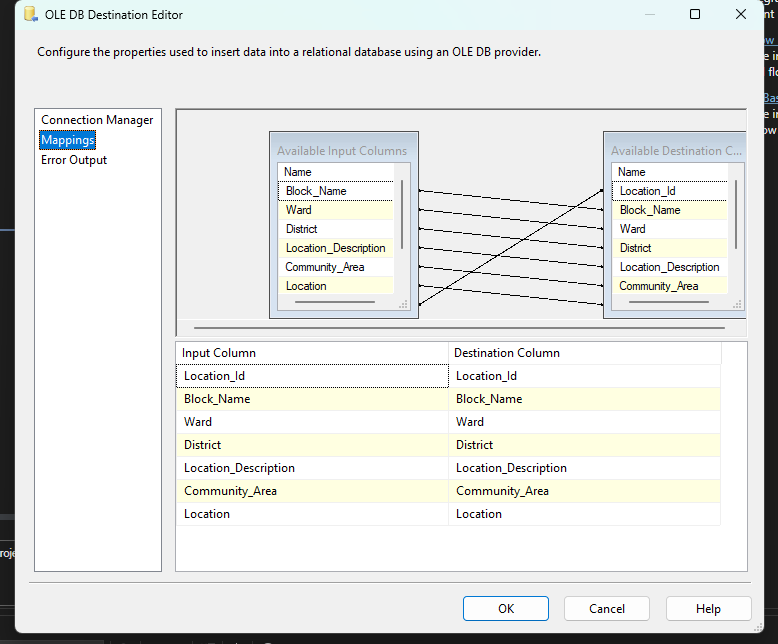 OLE DB Destination Editor
Configure the properties used to insert data into a relational database using an OLE DB provider.
Connection Manager
Mappings
Error Output
Available Input Columns
Name
Block_Name
Ward
District
Location_Description
Community_Area
Location
Available Destination C...
Name
Location_Id
Block_Name
Ward
District
Location_Description
Community_Area
Input Column Destination Column
Location_Id Location_Id
Block_Name Block_Name
Ward Ward
District District
Location_Description Location_Description
Community_Area Community_Area
Location Location
OK Cancel Help